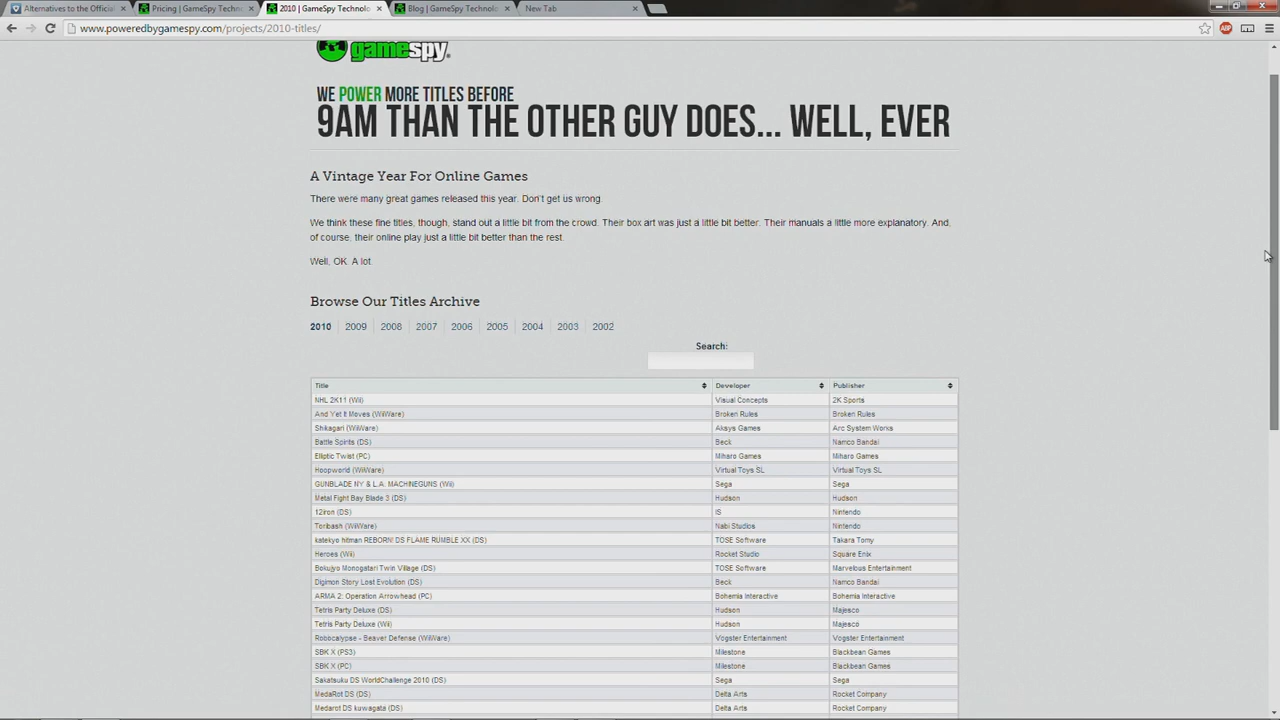 Alternatives to the Official
Pricing | GameSpy Techno
2010 | GameSpy Technolo
Blog | GameSpy Technolo
New Tab
www.poweredbygamespy.com/projects/2010-titles/
ABP
gamespy
WE POWER MORE TITLES BEFORE
9AM THAN THE OTHER GUY DOES... WELL, EVER
A Vintage Year For Online Games
There were many great games released this year. Don't get us wrong.
We think these fine titles, though, stand out a little bit from the crowd. Their box art was just a little bit better. Their manuals a little more explanatory. And,
of course, their online play just a little bit better than the rest.
Well, OK. A lot.
Browse Our Titles Archive
2010 2009 2008 2007 2006 2005 2004 2003 2002
Search:
Title Developer Publisher
NHL 2K11 (Wii) Visual Concepts 2K Sports
And Yet It Moves (WiiWare) Broken Rules Broken Rules
Shikagari (WiiWare) Aksys Games Arc System Works
Battle Spirits (DS) Beck Namco Bandai
Elliptic Twist (PC) Miharo Games Miharo Games
Hoopworld (WiiWare) Virtual Toys SL Virtual Toys SL
GUNBLADE NY & L.A. MACHINEGUNS (Wii) Sega Sega
Metal Fight Bay Blade 3 (DS) Hudson Hudson
12iron (DS) IS Nintendo
Toribash (WiiWare) Nabi Studios Nintendo
katekyo hitman REBORN! DS FLAME RUMBLE XX (DS) TOSE Software Takara Tomy
Heroes (Wii) Rocket Studio Square Enix
Bokujyo Monogatari Twin Village (DS) TOSE Software Marvelous Entertainment
Digimon Story Lost Evolution (DS) Beck Namco Bandai
ARMA 2: Operation Arrowhead (PC) Bohemia Interactive Bohemia Interactive
Tetris Party Deluxe (DS) Hudson Majesco
Tetris Party Deluxe (Wii) Hudson Majesco
Robocalypse - Beaver Defense (WiiWare) Vogster Entertainment Vogster Entertainment
SBK X (PS3) Milestone Blackbean Games
SBK X (PC) Milestone Blackbean Games
Sakatsuku DS WorldChallenge 2010 (DS) Sega Sega
MedaRot DS (DS) Delta Arts Rocket Company
Medarot DS kuwagata (DS) Delta Arts Rocket Company